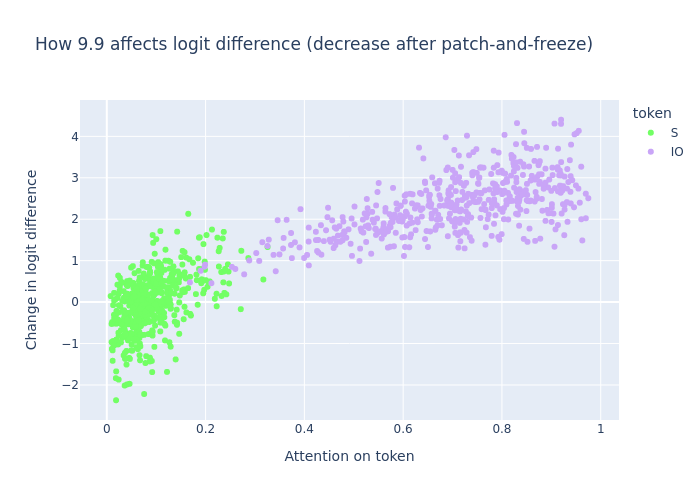 How 9.9 affects logit difference (decrease after patch-and-freeze)
token
S
IO
4
3
2
1
0
−1
−2
Change in logit difference
0
0.2
0.4
0.6
0.8
1
Attention on token